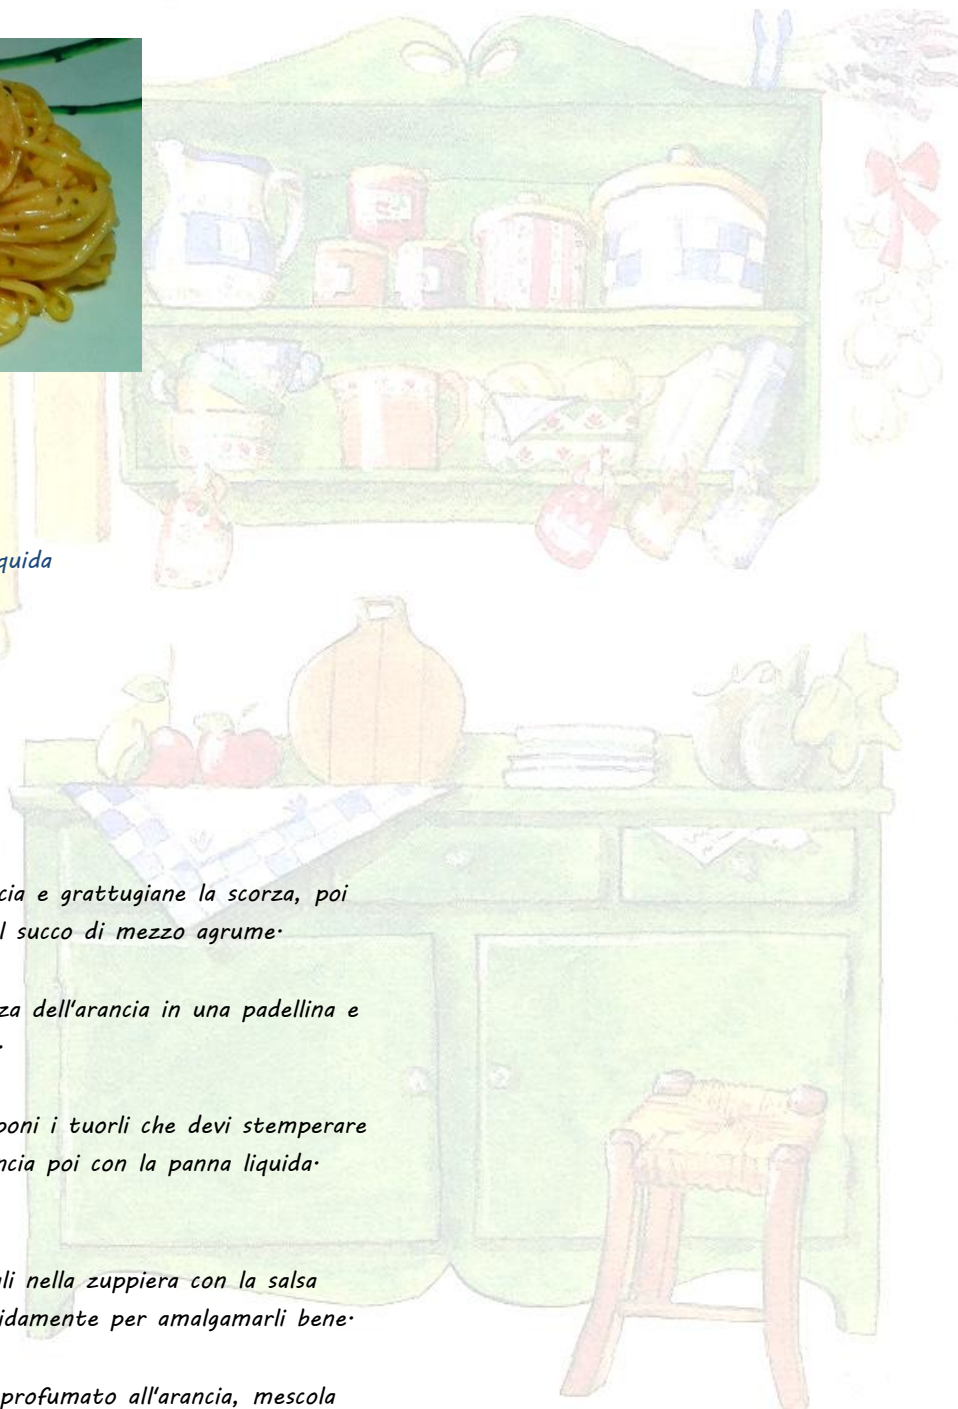 quida
cia e grattugiane la scorza, poi
l succo di mezzo agrume.
za dell'arancia in una padellina e
.
poni i tuorli che devi stemperare
ncia poi con la panna liquida.
li nella zuppiera con la salsa
idamente per amalgamarli bene.
profumato all'arancia, mescola